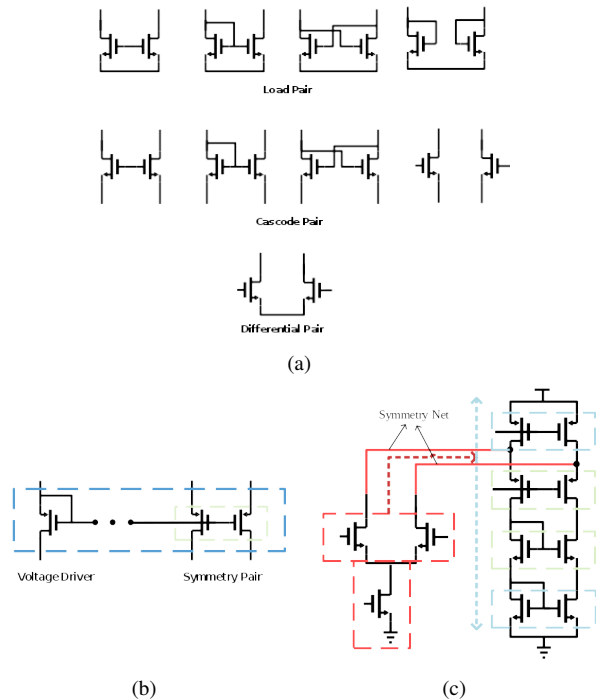 Load Pair
Cascode Pair
Differential Pair
(a)
Symmetry Net
Voltage Driver
Symmetry Pair
(b)
(c)